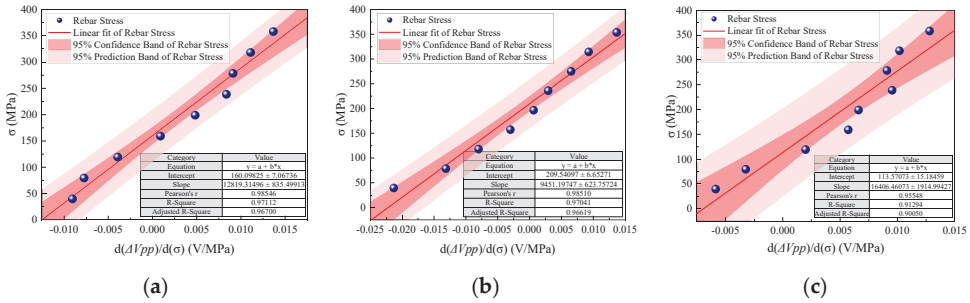 400
350
300
250
200
150
100
50
0
σ (MPa)
Rebar Stress
Linear fit of Rebar Stress
95% Confidence Band of Rebar Stress
95% Prediction Band of Rebar Stress
Category Value
Equation y = a + b*x
Intercept 160.09825 ± 7.06736
Slope 12819.31496 ± 835.49913
Pearson's r 0.98546
R-Square 0.97112
Adjusted R-Square 0.96700
-0.010 -0.005 0.000 0.005 0.010 0.015
d(ΔVpp)/d(σ) (V/MPa)
(a)
400
350
300
250
200
150
100
50
0
σ (MPa)
Rebar Stress
Linear fit of Rebar Stress
95% Confidence Band of Rebar Stress
95% Prediction Band of Rebar Stress
Category Value
Equation y = a + b*x
Intercept 209.54097 ± 6.65271
Slope 9451.19747 ± 623.75724
Pearson's r 0.98510
R-Square 0.97041
Adjusted R-Square 0.96619
-0.025 -0.020 -0.015 -0.010 -0.005 0.000 0.005 0.010 0.015
d(ΔVpp)/d(σ) (V/MPa)
(b)
400
350
300
250
200
150
100
50
0
σ (MPa)
Rebar Stress
Linear fit of Rebar Stress
95% Confidence Band of Rebar Stress
95% Prediction Band of Rebar Stress
Category Value
Equation y = a + b*x
Intercept 113.57073 ± 15.18459
Slope 16406.46073 ± 1914.99427
Pearson's r 0.95548
R-Square 0.91294
Adjusted R-Square 0.90050
-0.005 0.000 0.005 0.010 0.015
d(ΔVpp)/d(σ) (V/MPa)
(c)